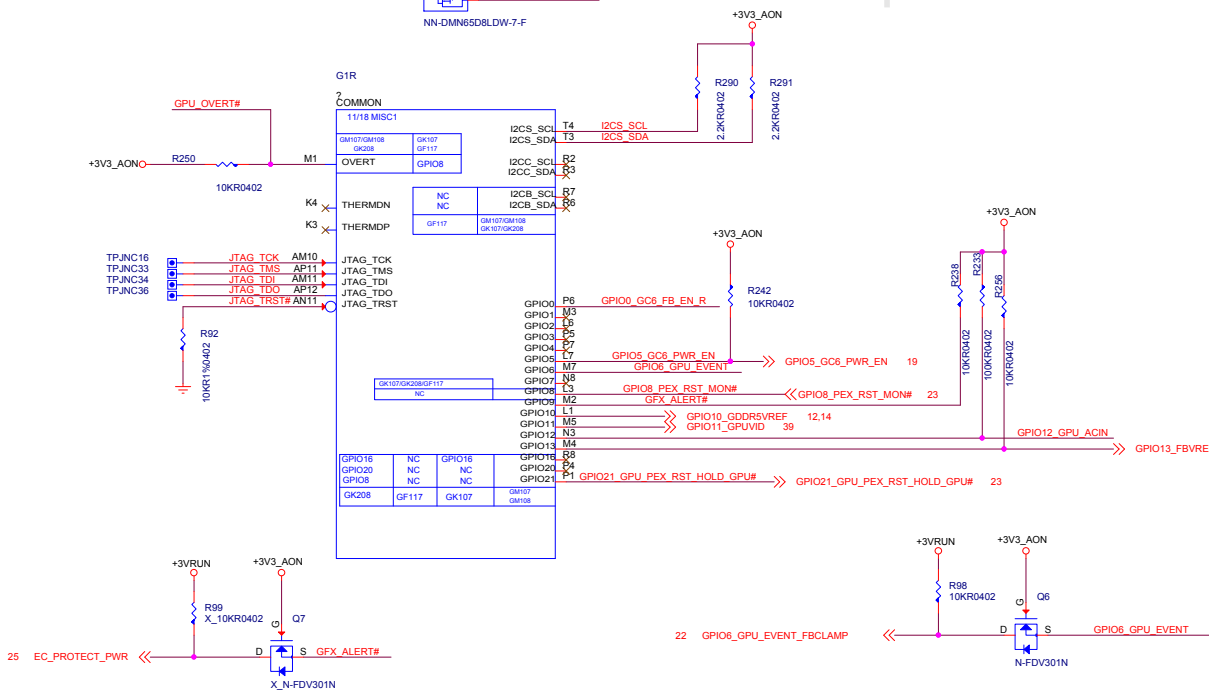 NN-DMN65D8LDW-7-F
+3V3_AON
G1R
?
COMMON
R290
2.2KR0402
R291
2.2KR0402
GPU_OVERT#
11/18 MISC1
I2CS_SCL T4 I2CS_SCL
I2CS_SDA T3 I2CS_SDA
GM107/GM108
GK208
GK107
GF117
+3V3_AON R250 M1 OVERT GPIO8
10KR0402
I2CC_SCL R2
I2CC_SDA R3
NC
NC
I2CB_SCL R7
I2CB_SDA R6
K4 THERMDN
K3 THERMDP
GF117
GM107/GM108
GK107/GK208
TPJNC16 JTAG_TCK AM10 JTAG_TCK
TPJNC33 JTAG_TMS AP11 JTAG_TMS
TPJNC34 JTAG_TDI AM11 JTAG_TDI
TPJNC36 JTAG_TDO AP12 JTAG_TDO
JTAG_TRST# AN11 JTAG_TRST
R92
10KR1%0402
+3V3_AON
R242
10KR0402
+3V3_AON
R238
10KR0402
R233
100KR0402
R256
10KR0402
GPIO0 P6 GPIO0_GC6_FB_EN_R
GPIO1 M3
GPIO2 L6
GPIO3 P5
GPIO4 P7
GPIO5 L7 GPIO5_GC6_PWR_EN GPIO5_GC6_PWR_EN 19
GPIO6 M7 GPIO6_GPU_EVENT
GPIO7 N8
GPIO8 L3 GPIO8_PEX_RST_MON# GPIO8_PEX_RST_MON# 23
GPIO9 M2 GFX_ALERT#
GPIO10 L1 GPIO10_GDDR5VREF 12,14
GPIO11 M5 GPIO11_GPUVID 39
GPIO12 N3 GPIO12_GPU_ACIN
GPIO13 M4 GPIO13_FBVRE
GPIO16 R8
GPIO20 P4
GPIO21 P1 GPIO21_GPU_PEX_RST_HOLD_GPU# GPIO21_GPU_PEX_RST_HOLD_GPU# 23
GK107/GK208/GF117
NC
GPIO16 NC GPIO16
GPIO20 NC NC
GPIO8 NC NC
GK208 GF117 GK107
GM107
GM108
+3VRUN
+3V3_AON
R99
X_10KR0402
Q7
G
D
S
25 EC_PROTECT_PWR
GFX_ALERT#
X_N-FDV301N
+3VRUN
+3V3_AON
R98
10KR0402
Q6
G
D
S
22 GPIO6_GPU_EVENT_FBCLAMP
GPIO6_GPU_EVENT
N-FDV301N